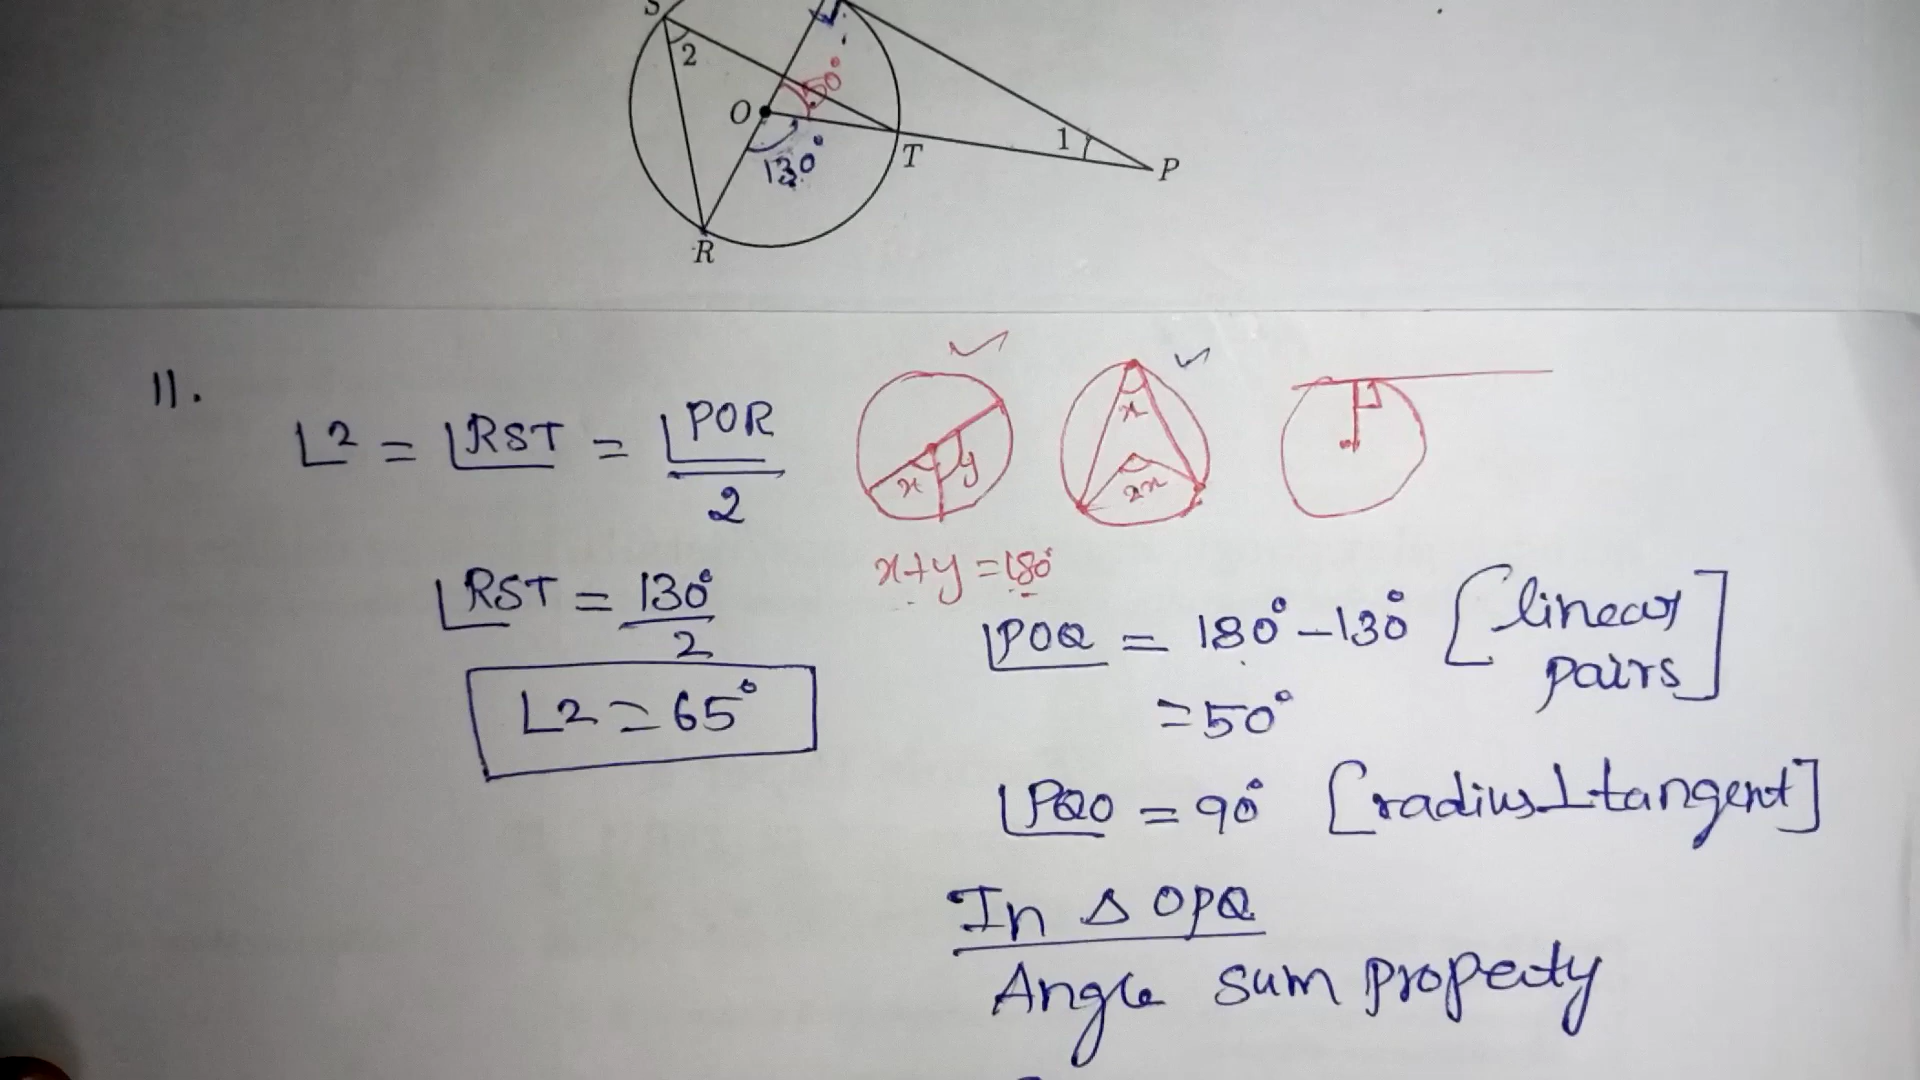 S
2
50°
O
130°
T
1
P
R
11.
∠2 = ∠RST = ∠POR / 2
x
y
x
2x
x+y=180°
∠RST = 130° / 2
∠2 = 65°
∠POQ = 180° - 130° [linear pairs]
= 50°
∠PQO = 90° [radius ⊥ tangent]
In △ OPQ
Angle sum property